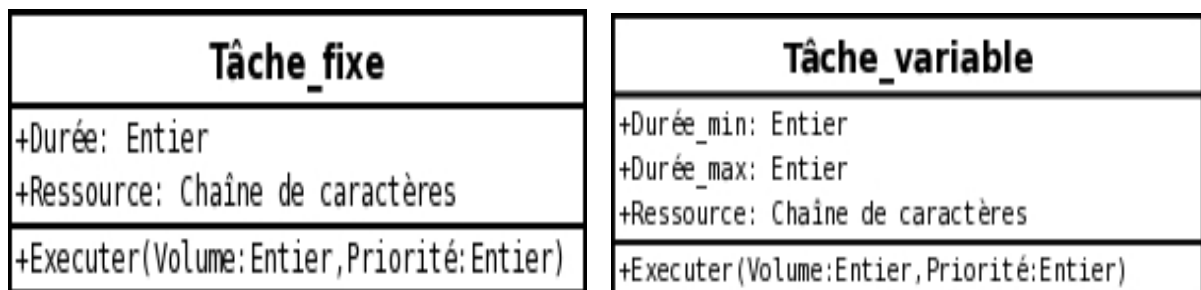 Tâche_fixe
+Durée: Entier
+Ressource: Chaîne de caractères
+Executer(Volume:Entier,Priorité:Entier)
Tâche_variable
+Durée_min: Entier
+Durée_max: Entier
+Ressource: Chaîne de caractères
+Executer(Volume:Entier,Priorité:Entier)